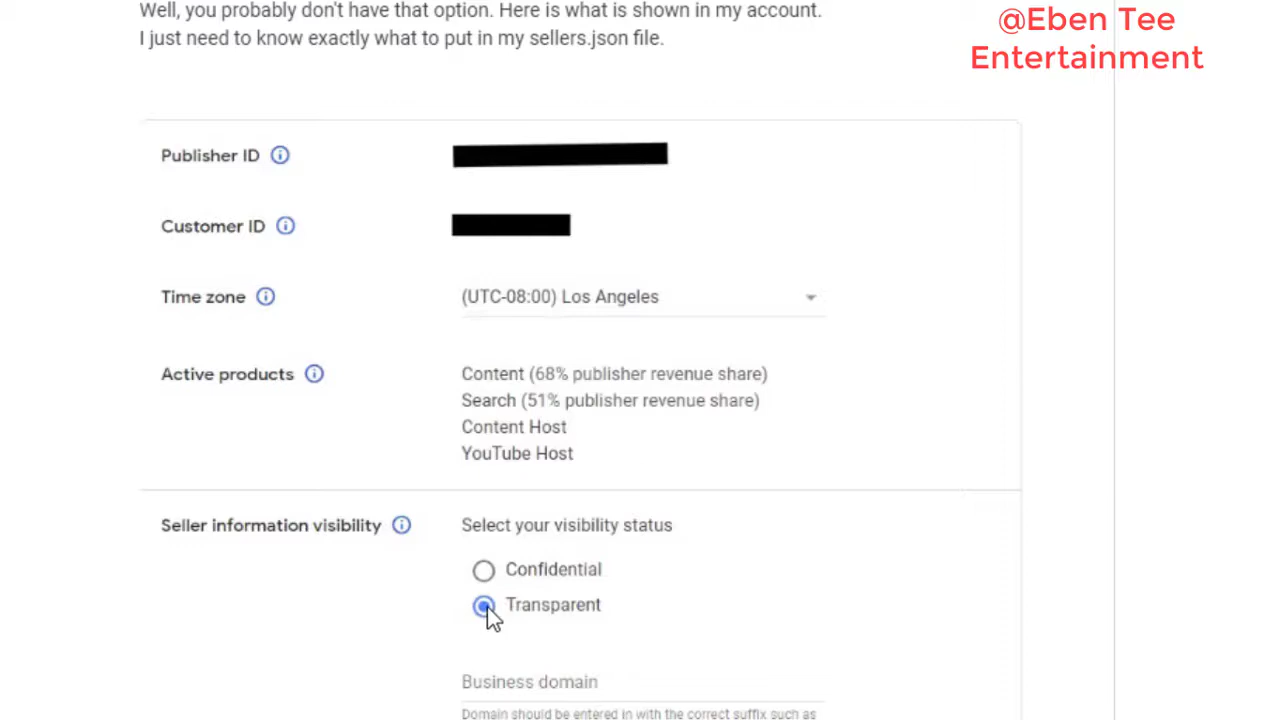 Well, you probably don't have that option. Here is what is shown in my account.
I just need to know exactly what to put in my sellers.json file.
@Eben Tee
Entertainment
Publisher ID
Customer ID
Time zone
(UTC-08:00) Los Angeles
Active products
Content (68% publisher revenue share)
Search (51% publisher revenue share)
Content Host
YouTube Host
Seller information visibility
Select your visibility status
Confidential
Transparent
Business domain
Domain should be entered in with the correct suffix such as